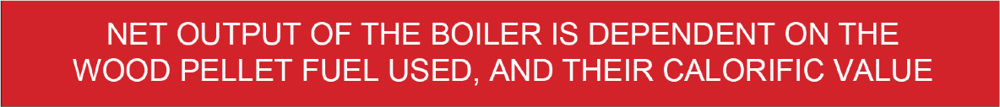 NET OUTPUT OF THE BOILER IS DEPENDENT ON THE
WOOD PELLET FUEL USED, AND THEIR CALORIFIC VALUE